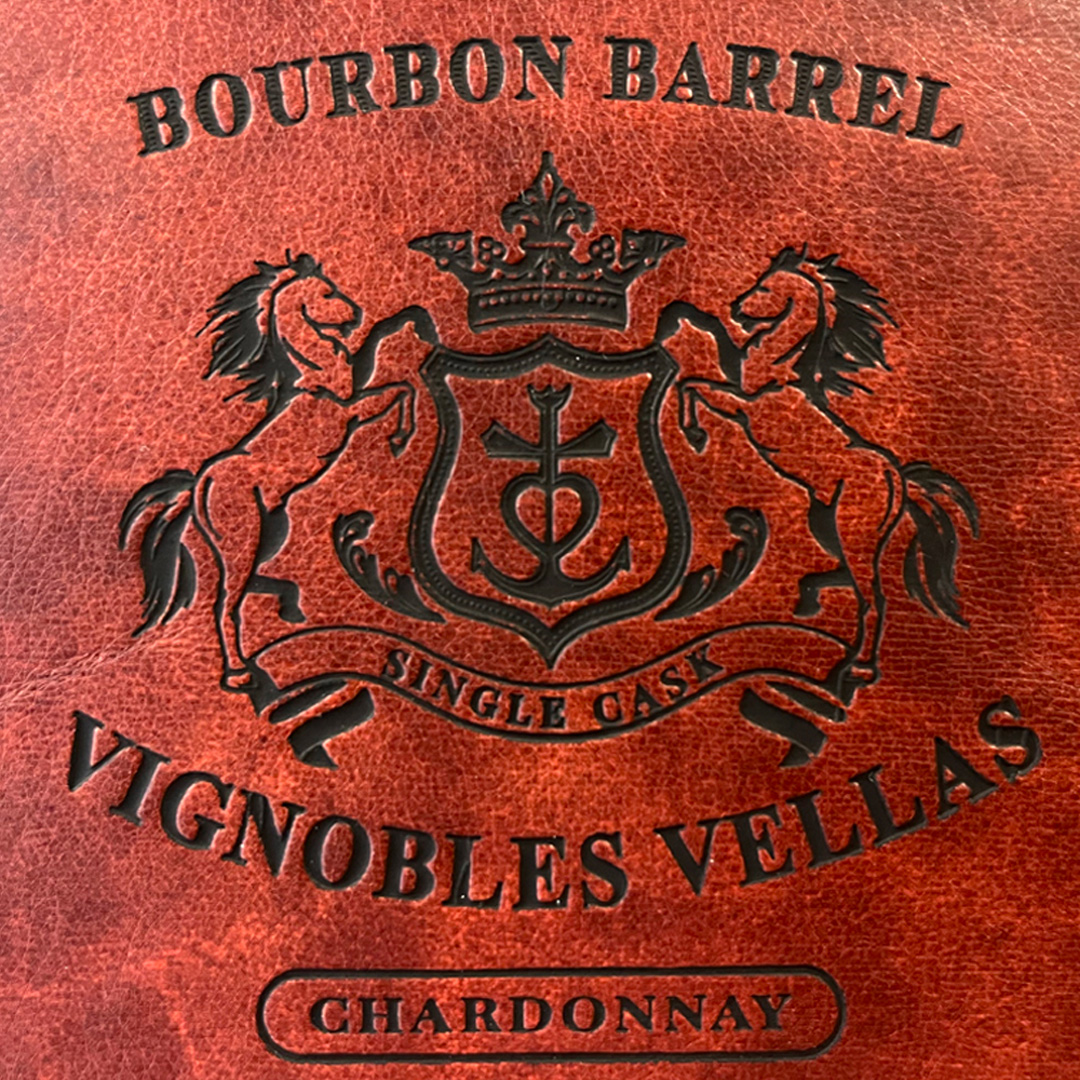 BOURBON BARREL
SINGLE CASK
VIGNOBLES VELLAS
CHARDONNAY